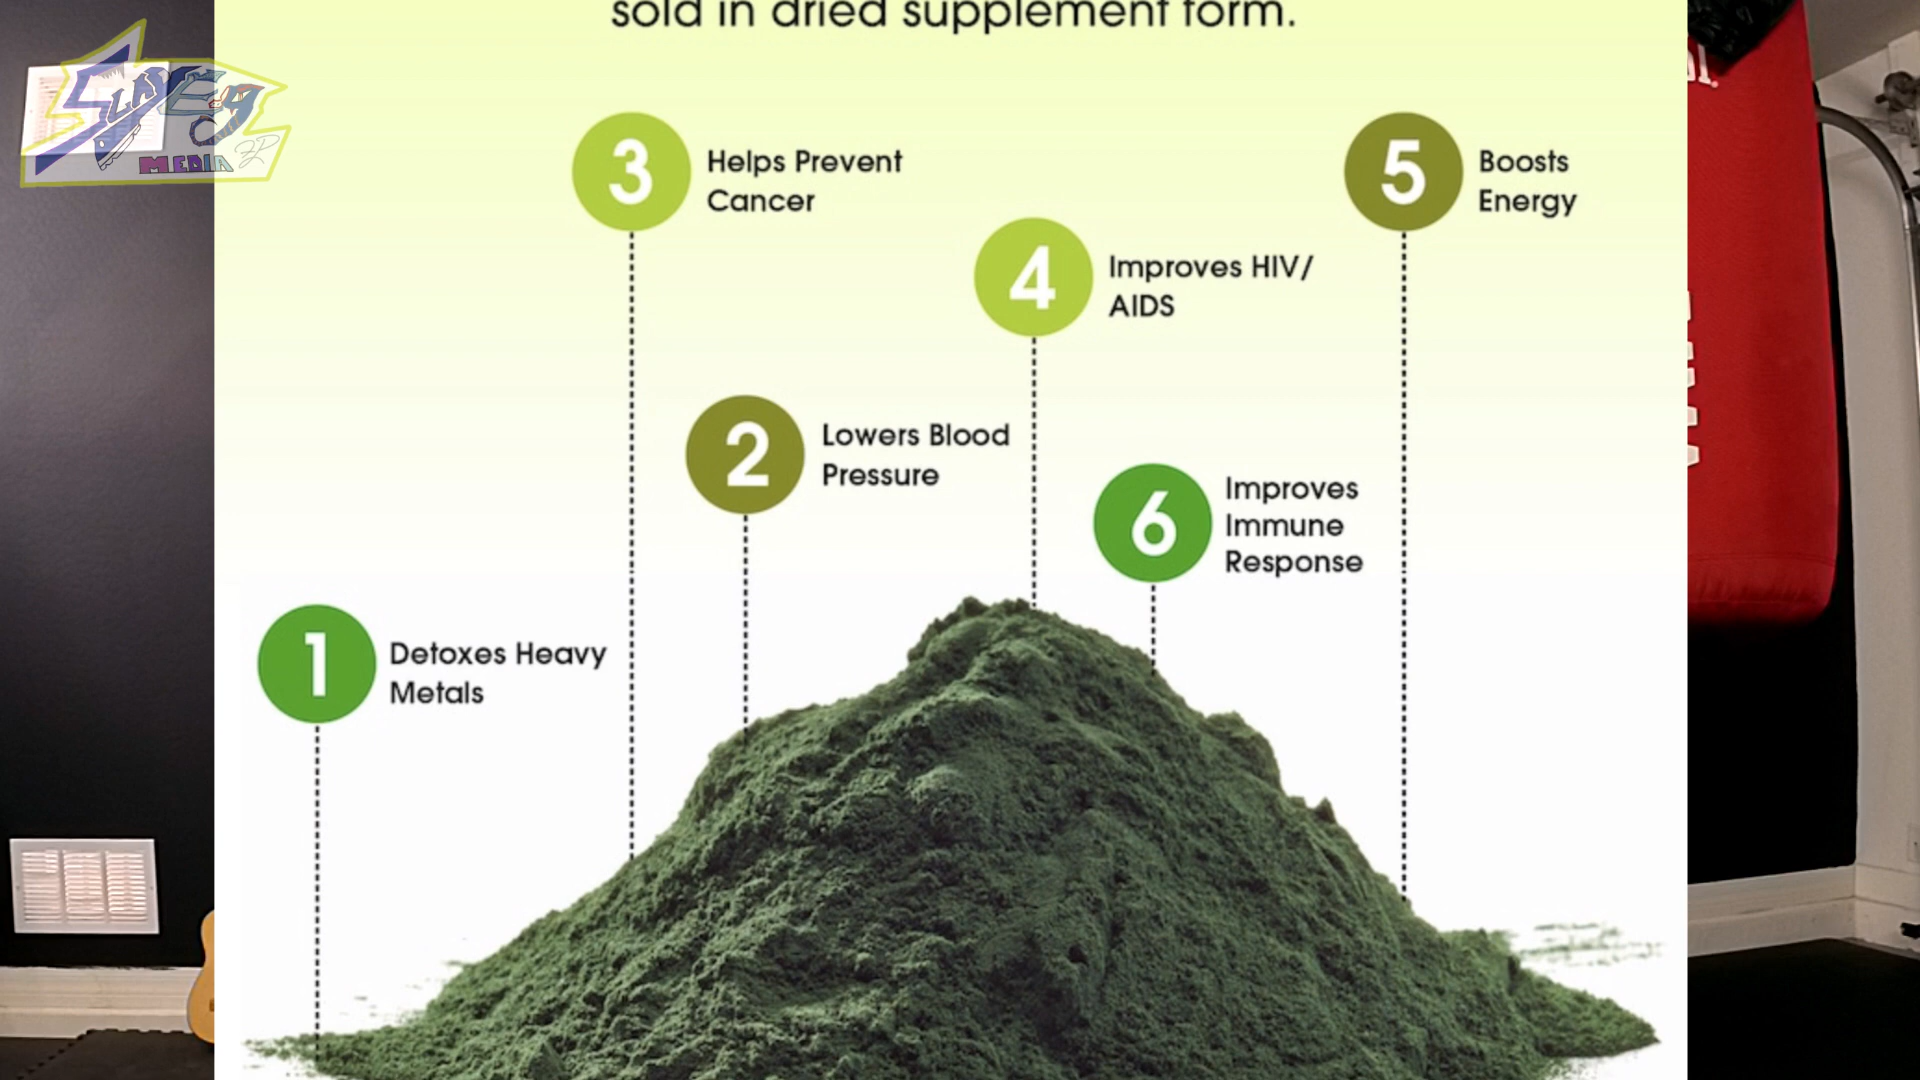 sold in dried supplement form.
3
Helps Prevent
Cancer
5
Boosts
Energy
4
Improves HIV/
AIDS
2
Lowers Blood
Pressure
6
Improves
Immune
Response
1
Detoxes Heavy
Metals
MEDIA